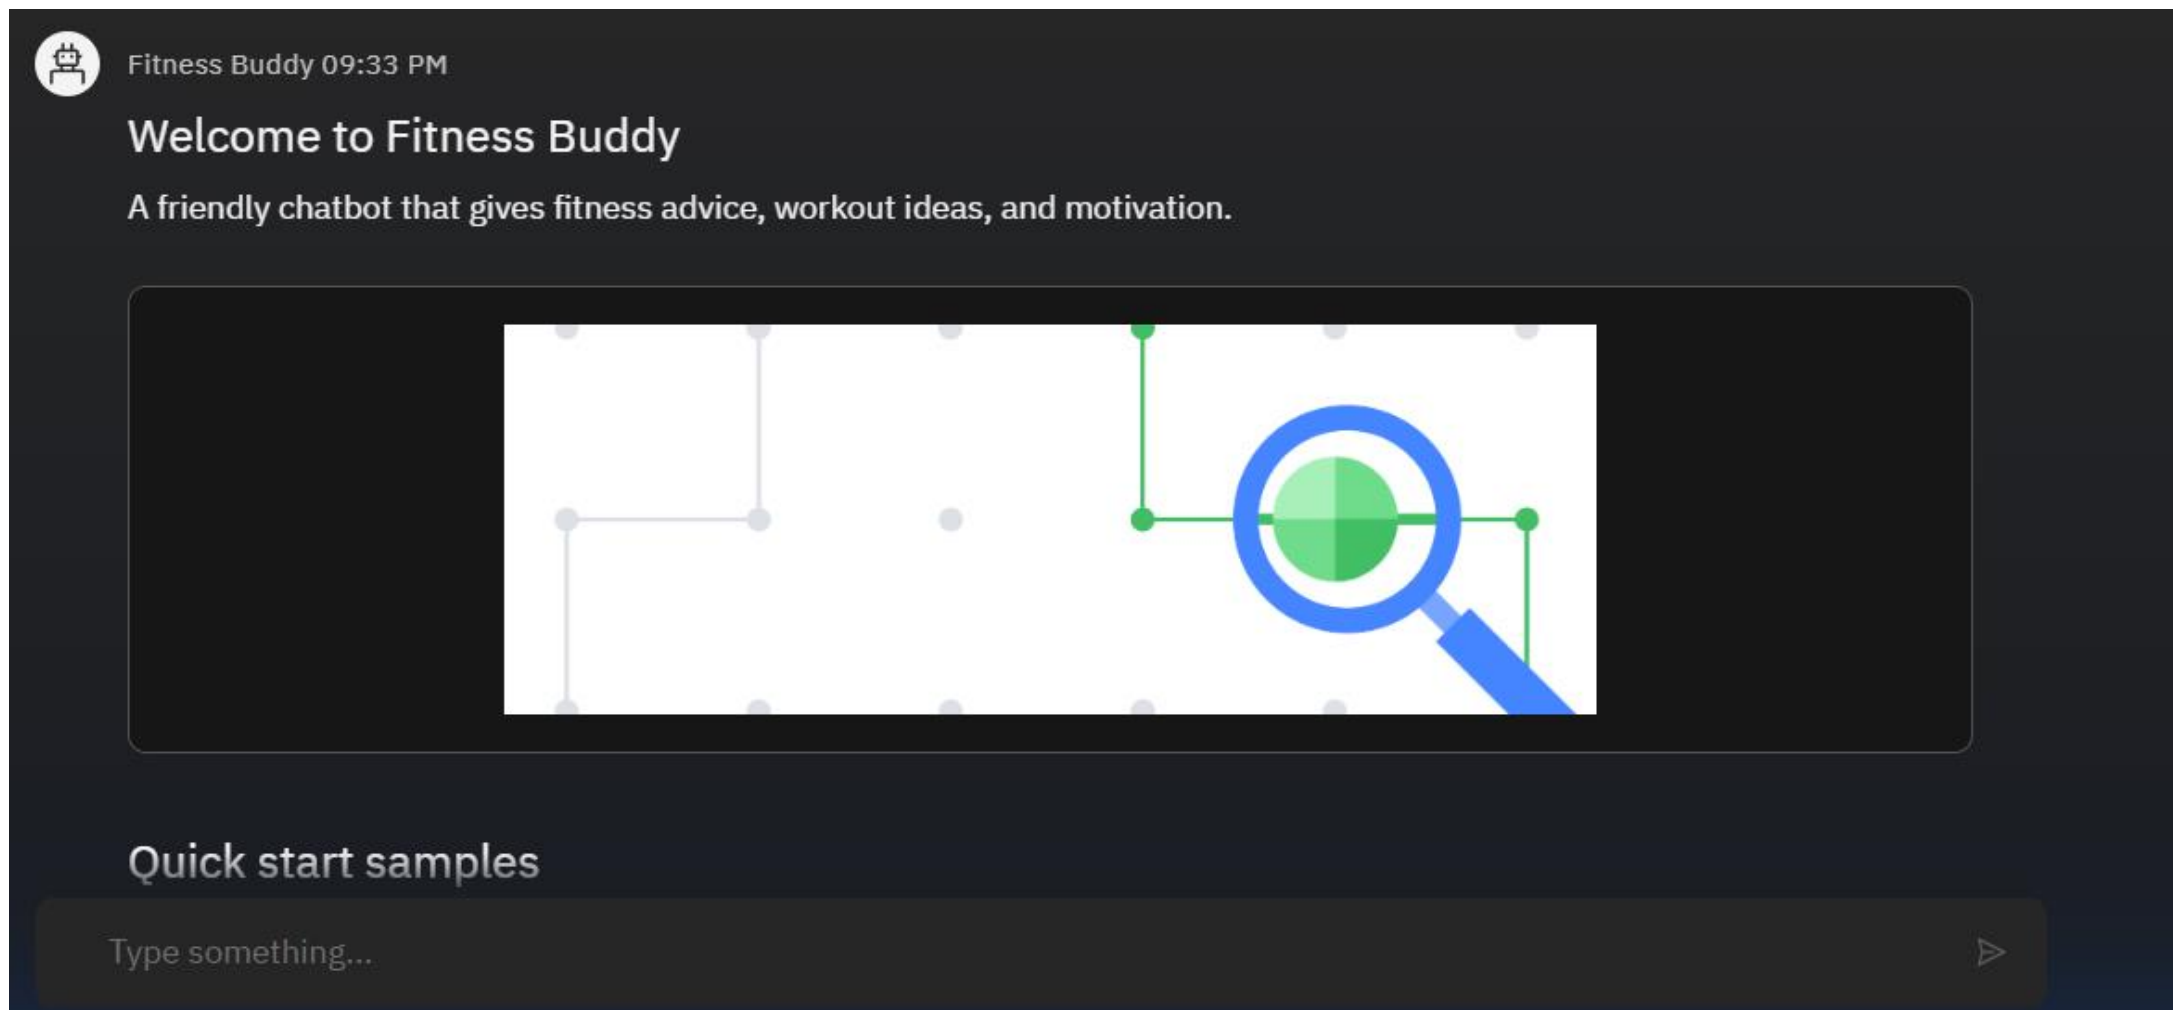 Fitness Buddy 09:33 PM
Welcome to Fitness Buddy
A friendly chatbot that gives fitness advice, workout ideas, and motivation.
Quick start samples
Type something...